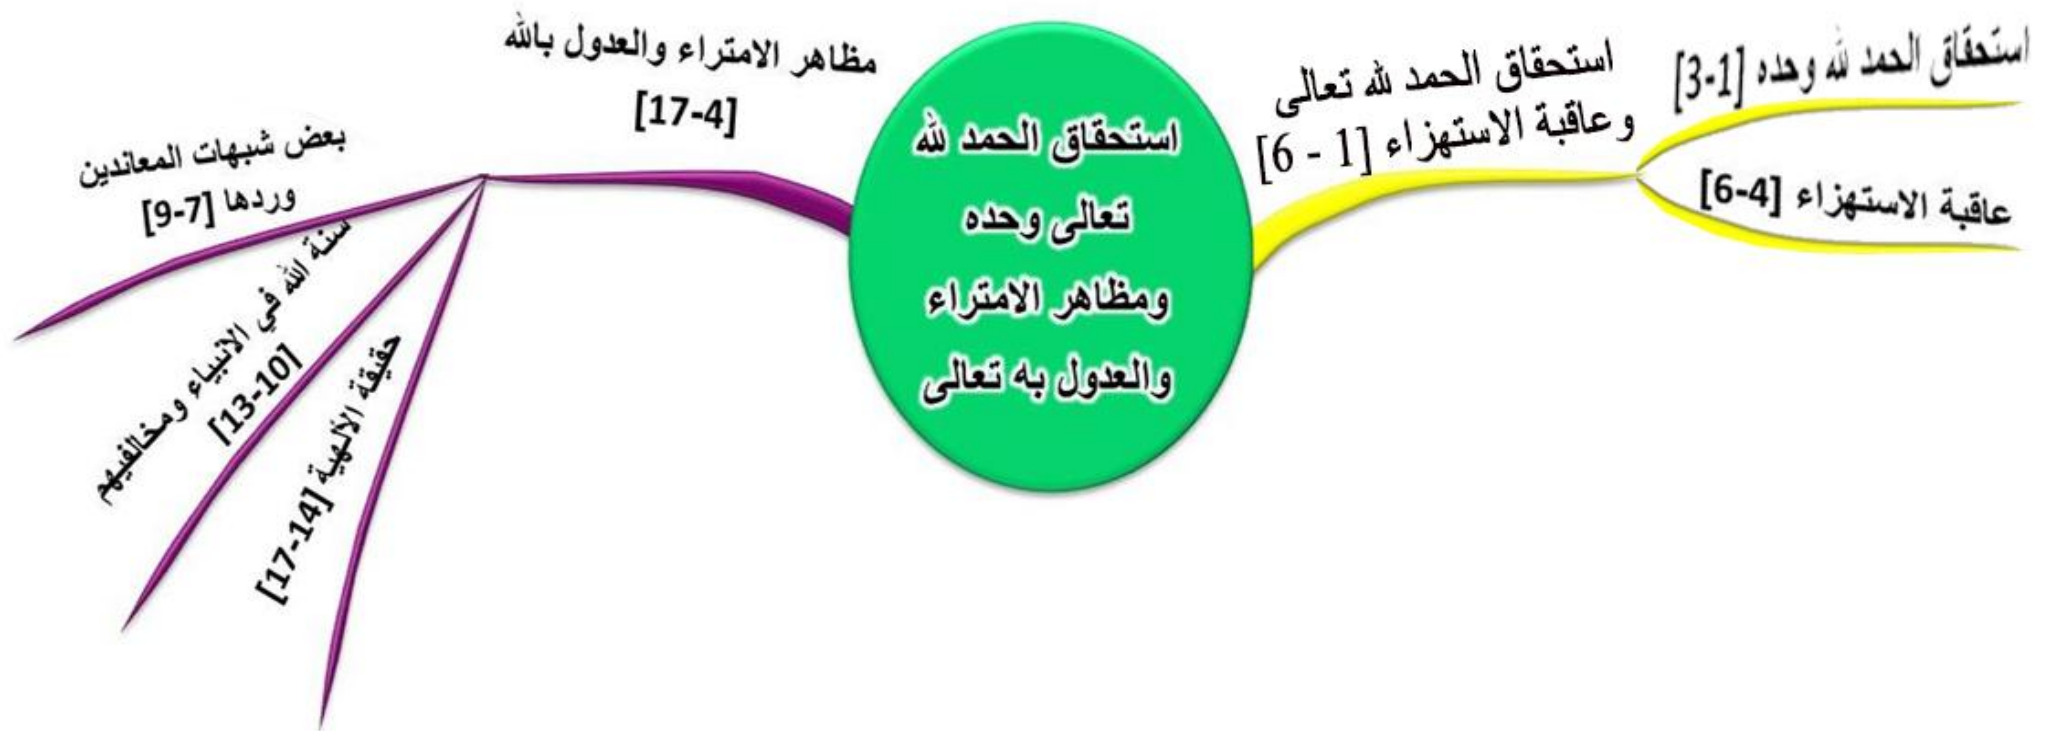 استحقاق الحمد لله
تعالى وحده
ومظاهر الامتراء
والعدول به تعالى
استحقاق الحمد لله تعالى
وعاقبة الاستهزاء [1 - 6]
استحقاق الحمد لله وحده [1-3]
عاقبة الاستهزاء [4-6]
مظاهر الامتراء والعدول بالله
[4-17]
بعض شبهات المعاندين
وردها [7-9]
سنة الله في الانبياء ومخالفيهم
[10-13]
حقيقة الألهية [14-17]